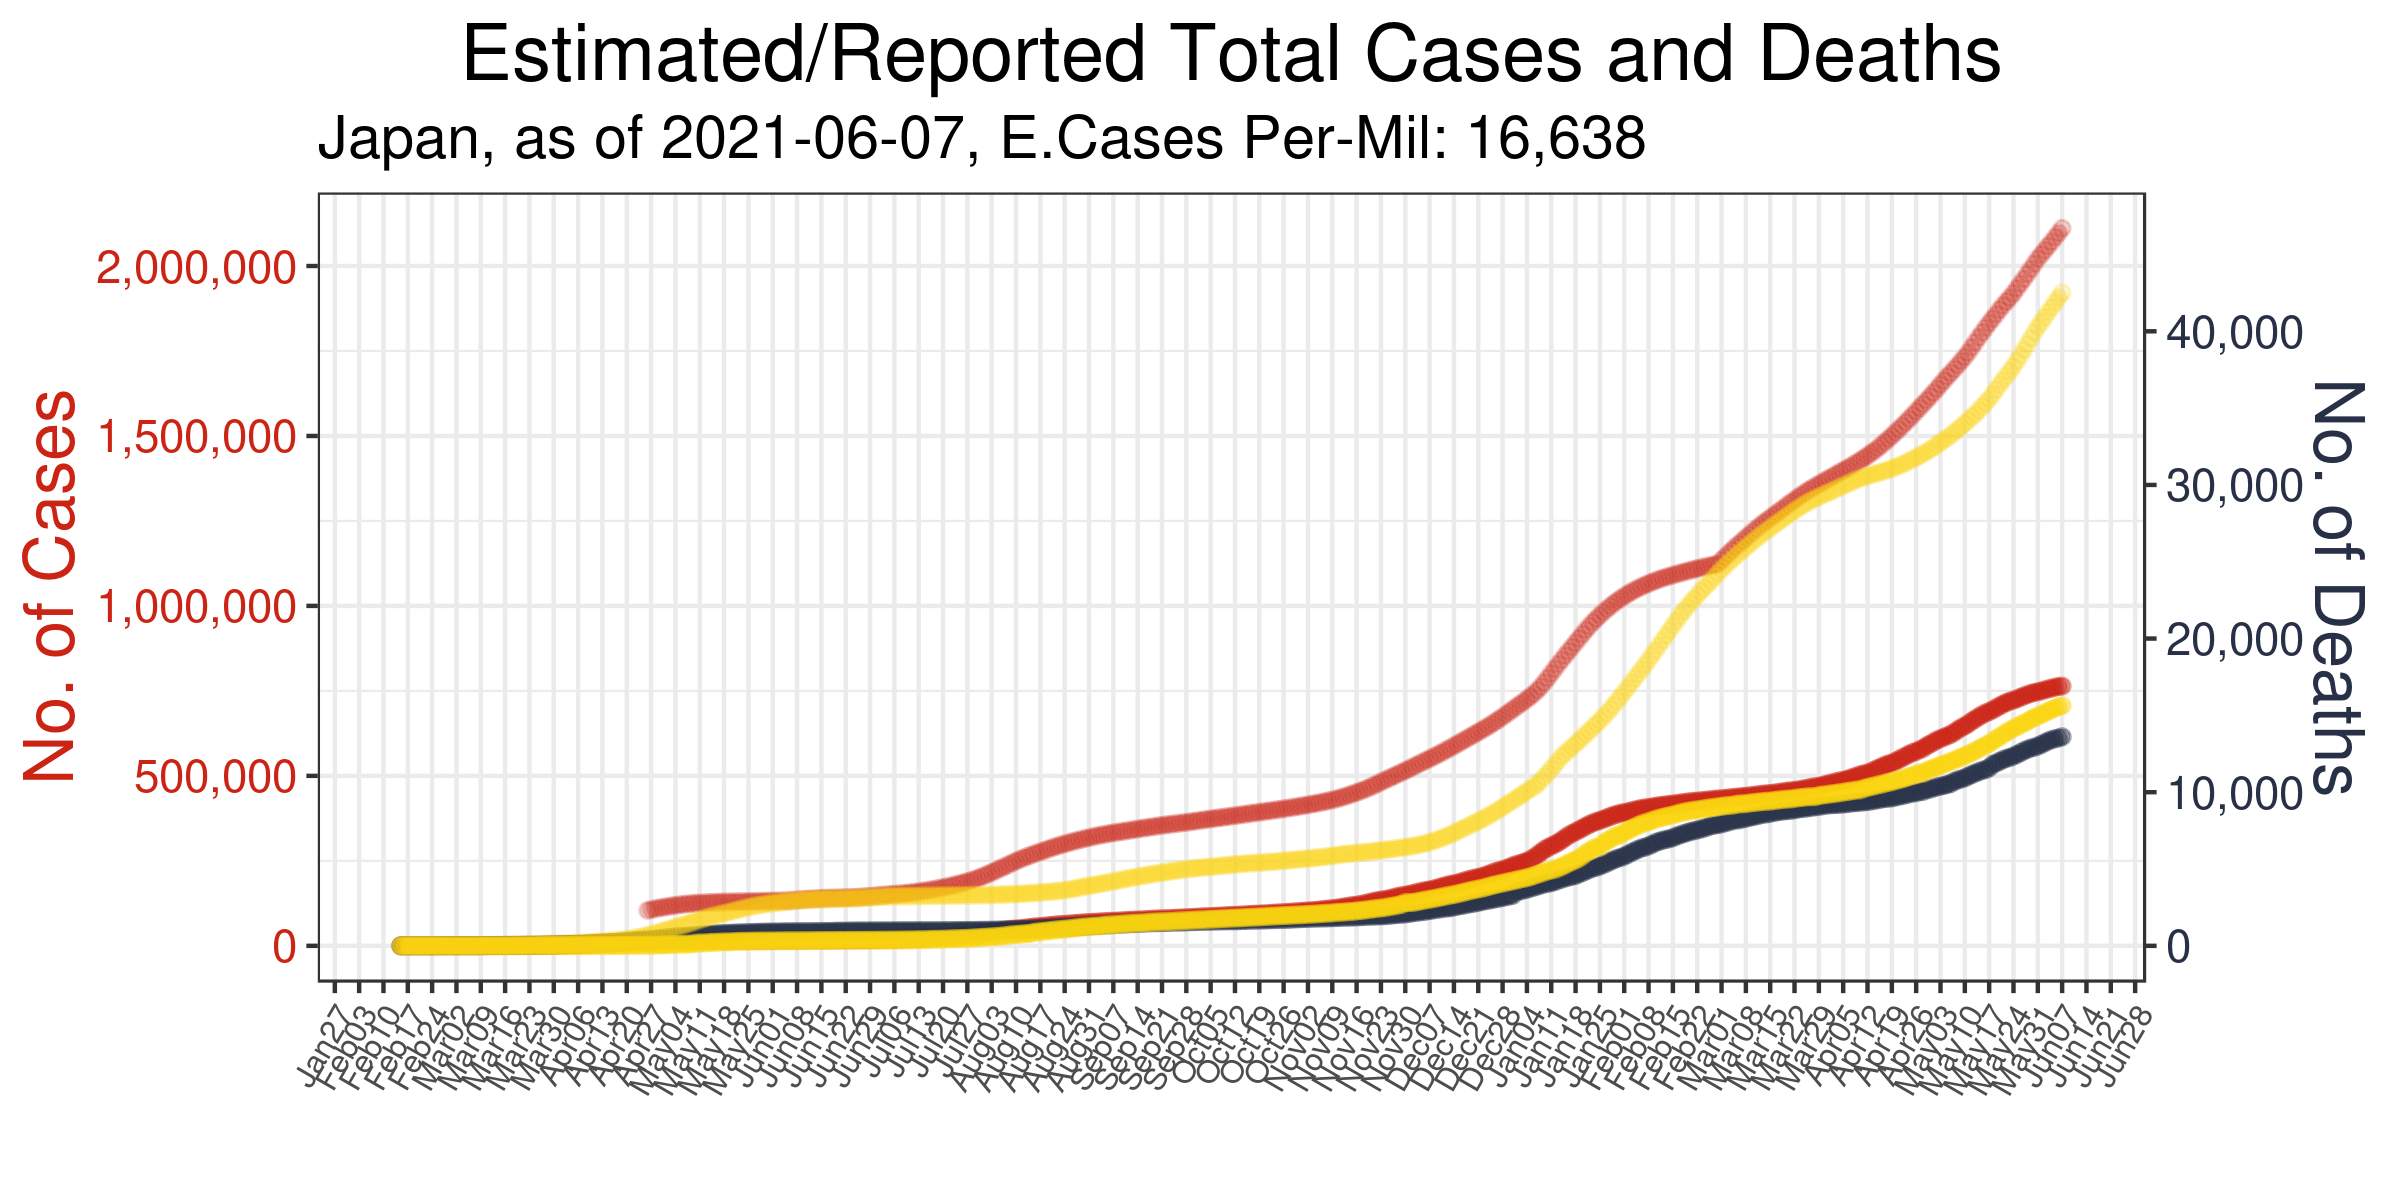 Estimated/Reported Total Cases and Deaths
Japan, as of 2021-06-07, E.Cases Per-Mil: 16,638
No. of Cases
2,000,000
1,500,000
1,000,000
500,000
0
40,000
30,000
20,000
10,000
0
No. of Deaths
Jan27
Feb03
Feb10
Feb17
Feb24
Mar02
Mar09
Mar16
Mar23
Mar30
Apr06
Apr13
Apr20
Apr27
May04
May11
May18
May25
Jun01
Jun08
Jun15
Jun22
Jun29
Jul06
Jul13
Jul20
Jul27
Aug03
Aug10
Aug17
Aug24
Aug31
Sep07
Sep14
Sep21
Sep28
Oct05
Oct12
Oct19
Oct26
Nov02
Nov09
Nov16
Nov23
Nov30
Dec07
Dec14
Dec21
Dec28
Jan04
Jan11
Jan18
Jan25
Feb01
Feb08
Feb15
Feb22
Mar01
Mar08
Mar15
Mar22
Mar29
Apr05
Apr12
Apr19
Apr26
May03
May10
May17
May24
May31
Jun07
Jun14
Jun21
Jun28